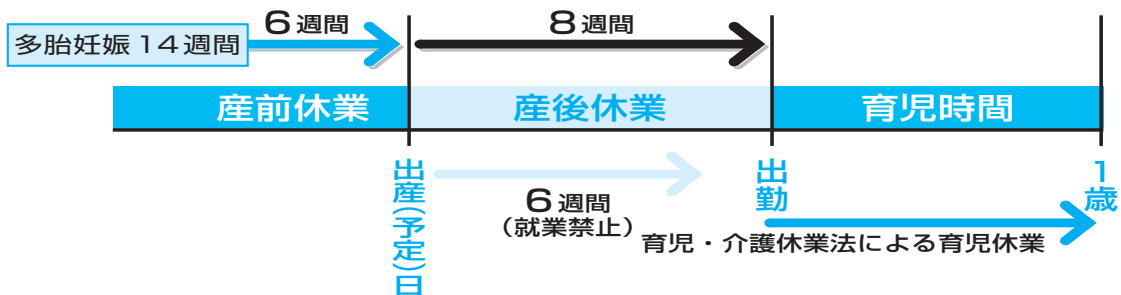 多胎妊娠14週間
6週間
8週間
産前休業
産後休業
育児時間
出産(予定)日
6週間
(就業禁止)
出勤
1歳
育児・介護休業法による育児休業